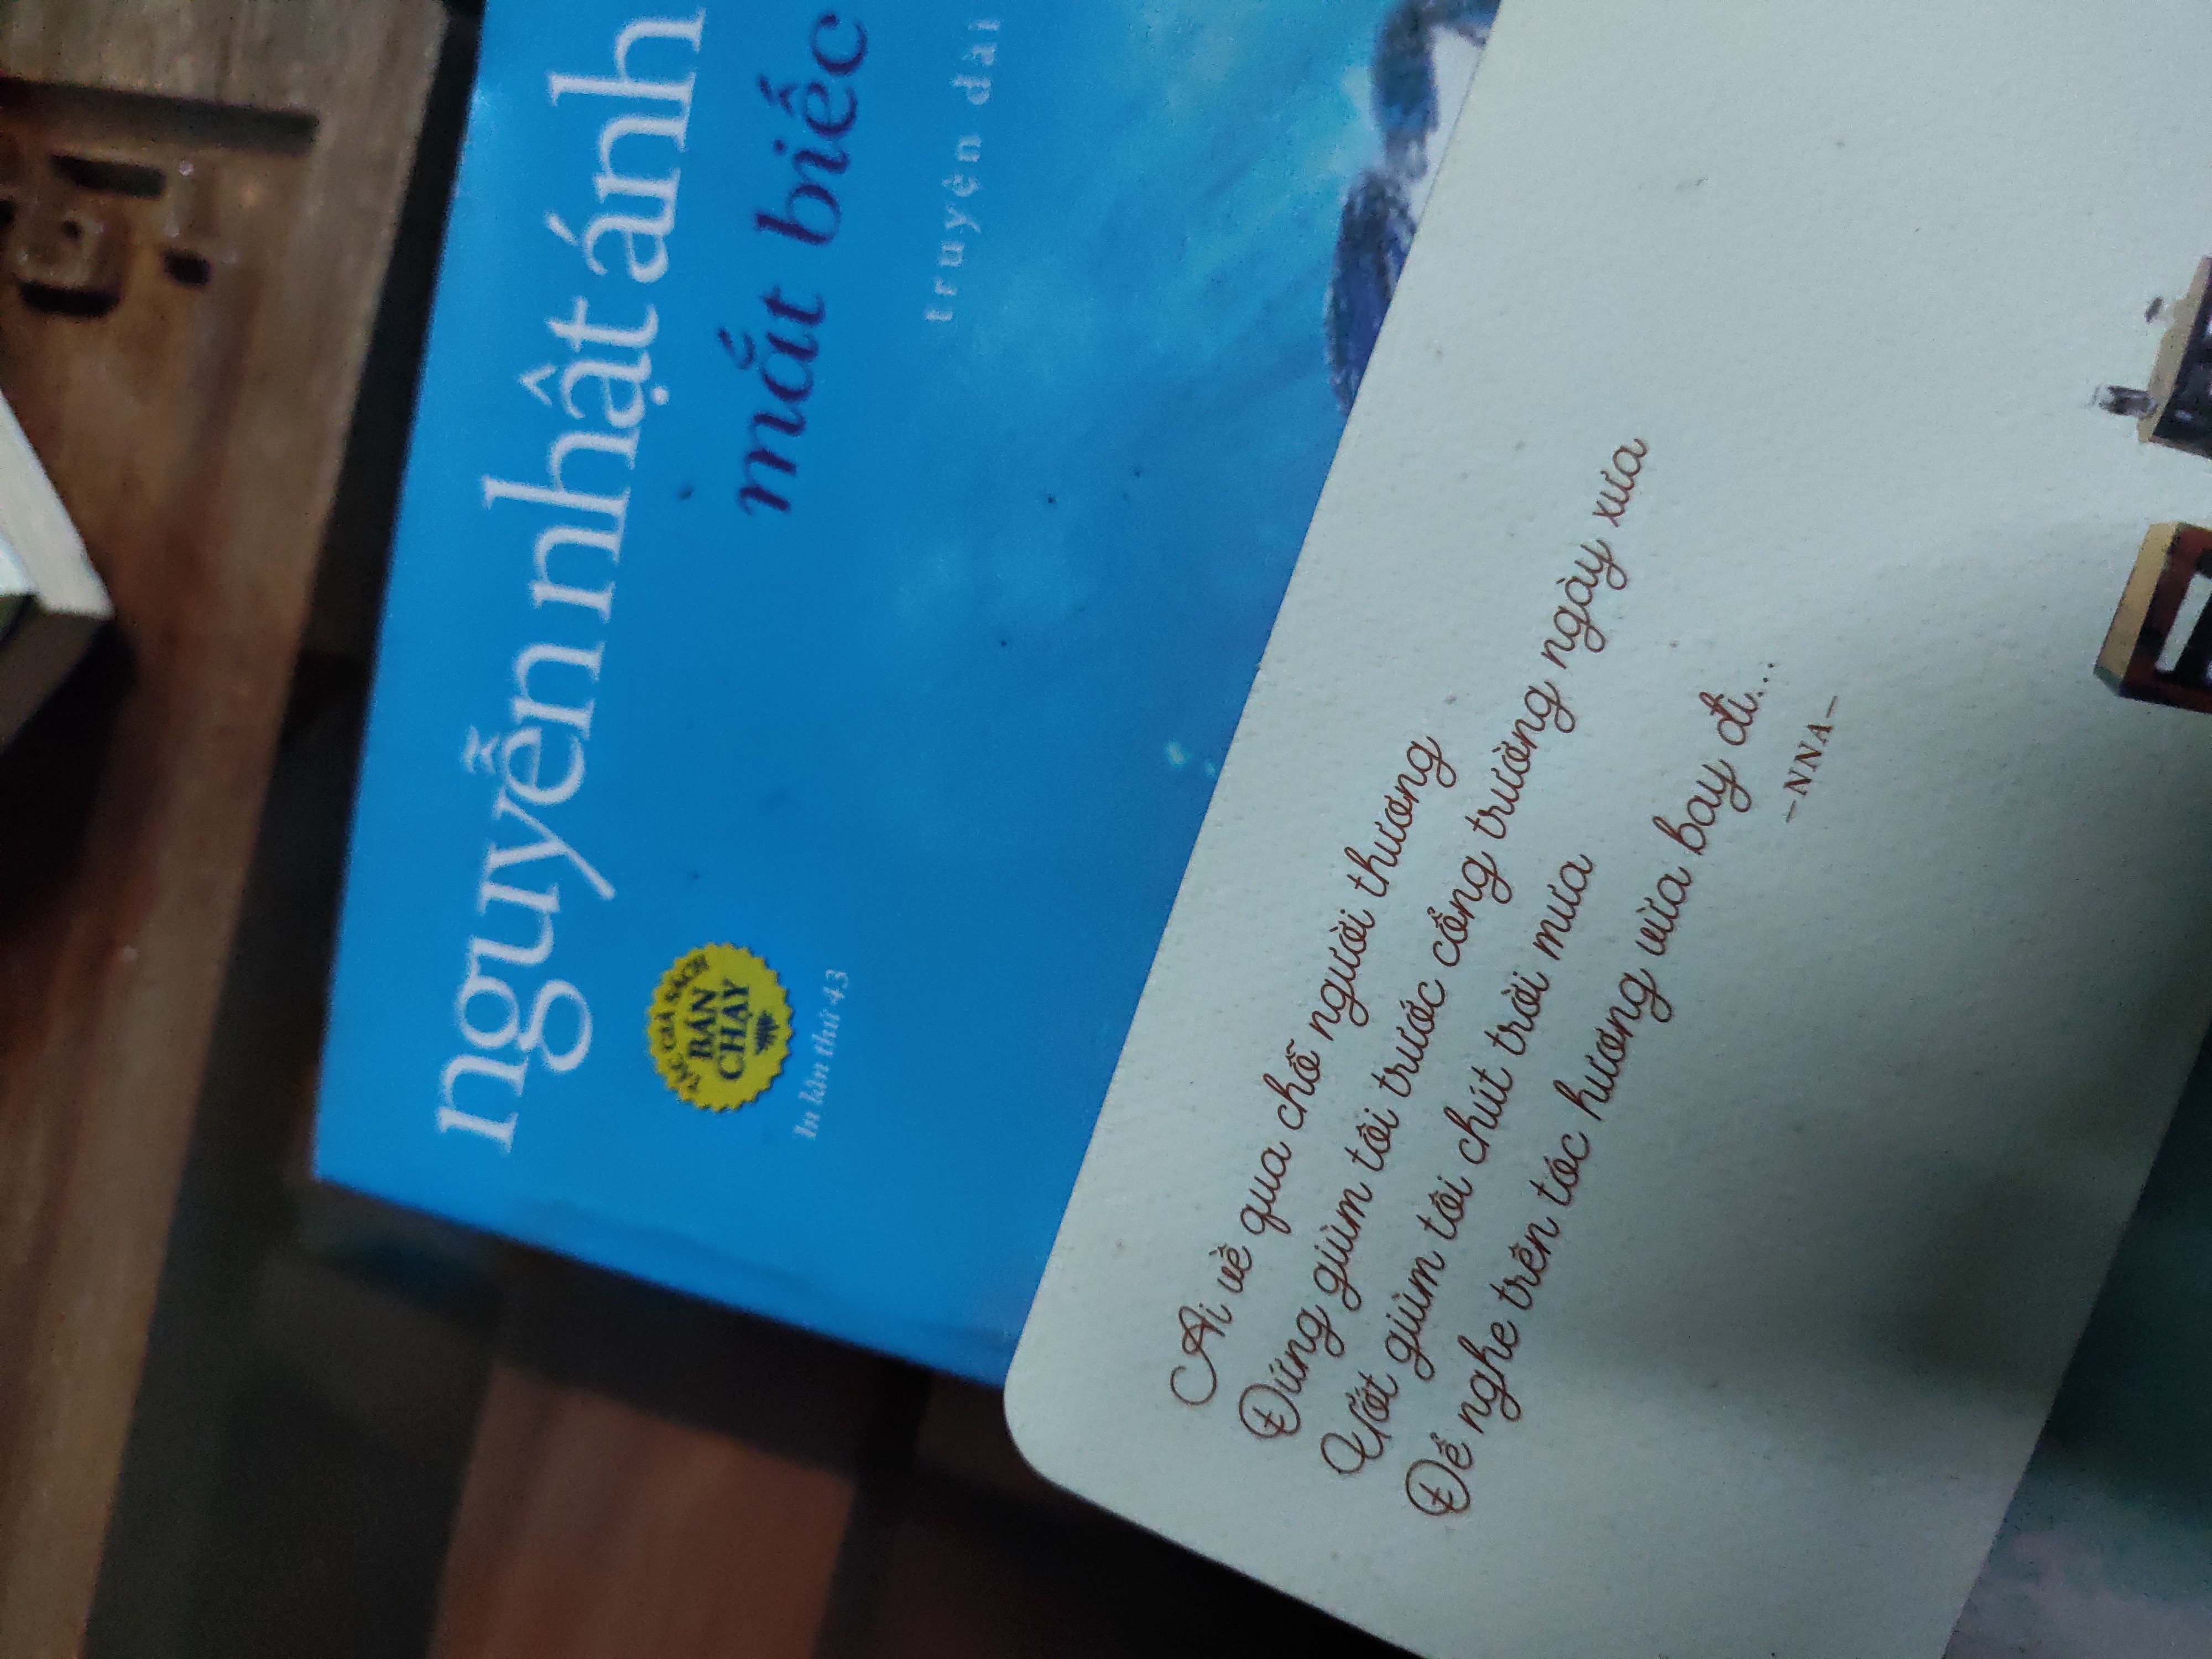 nguyễn nhật ánh
TÁC GIẢ SÁCH
BÁN
CHẠY
In lần thứ 43
mắt biếc
truyện dài
Ai về qua chỗ người thương
Đứng giùm tôi trước cổng trường ngày xưa
Ướt giùm tôi chút trời mưa
Để nghe trên tóc hương vừa bay đi...
–NNA–